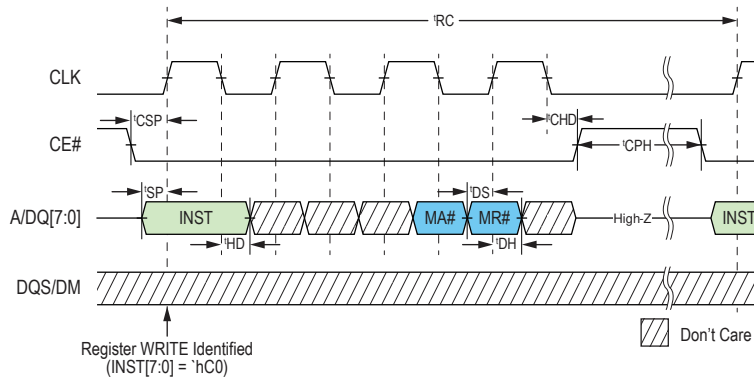 tRC
CLK
tCSP
tCHD
CE#
tCPH
tSP
tDS
A/DQ[7:0]
INST
MA#
MR#
High-Z
INST
tHD
tDH
DQS/DM
Register WRITE Identified
(INST[7:0] = `hC0)
Don't Care